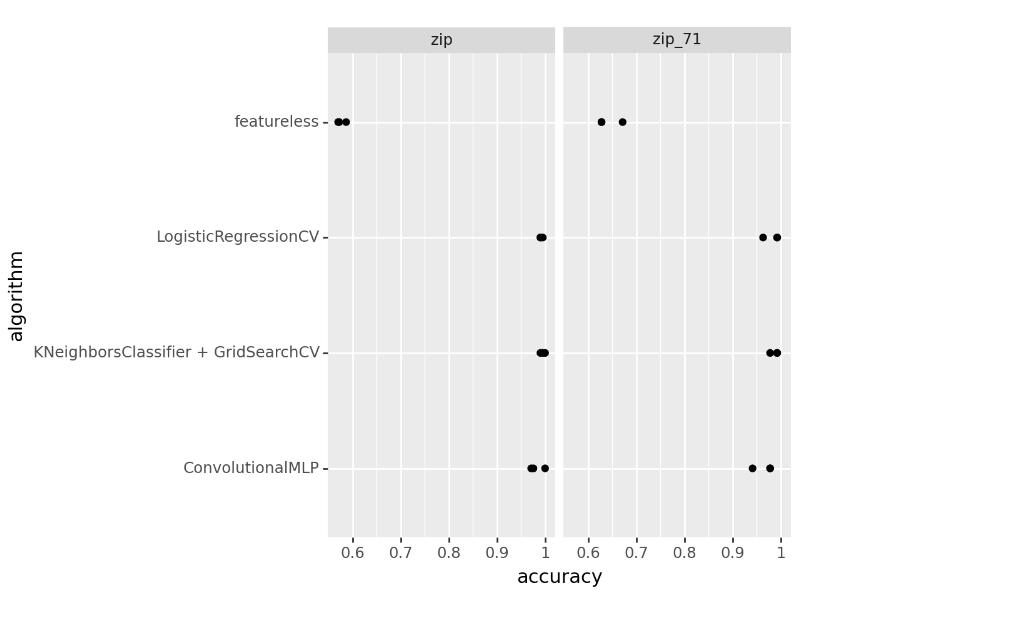 zip zip_71
featureless
LogisticRegressionCV
KNeighborsClassifier + GridSearchCV
ConvolutionalMLP
algorithm
0.6 0.7 0.8 0.9 1 0.6 0.7 0.8 0.9 1
accuracy